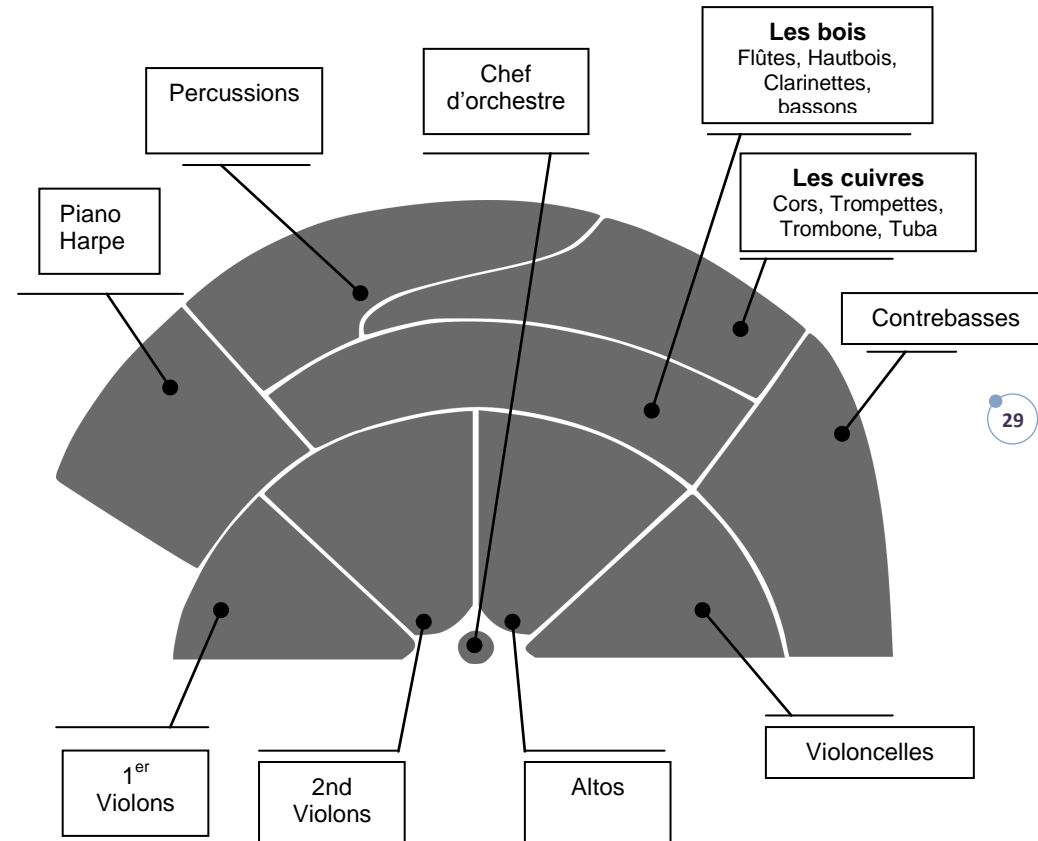 Les bois
Flûtes, Hautbois,
Clarinettes,
bassons
Chef
d’orchestre
Percussions
Les cuivres
Cors, Trompettes,
Trombone, Tuba
Piano
Harpe
Contrebasses
29
1er
Violons
2nd
Violons
Altos
Violoncelles